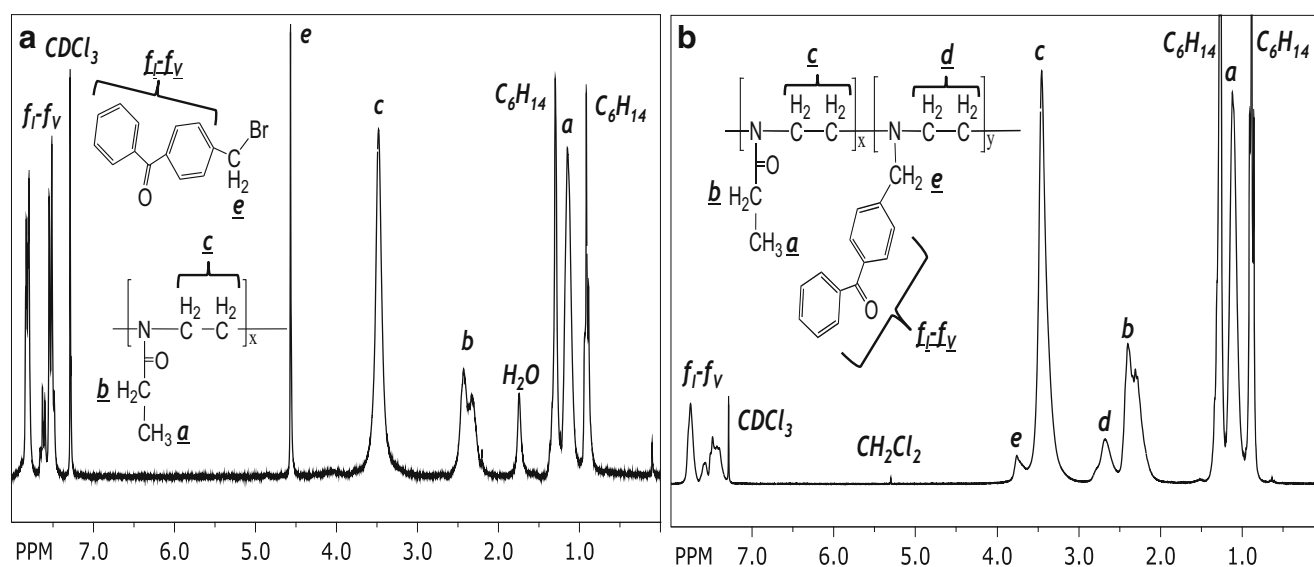 a
CDCl3
fI-fV
fI-fV
Br
C
H2
O
e
e
c
C6H14
a
C6H14
b
H2O
c
H2 H2
N C C
x
O
b H2C
CH3 a
PPM 7.0 6.0 5.0 4.0 3.0 2.0 1.0
b
c
d
c
C6H14
a
C6H14
H2 H2 H2 H2
N C C N C C
x y
O
b H2C
CH2 e
CH3 a
O
fI-fV
fI-fV
CDCl3
CH2Cl2
e
d
b
PPM 7.0 6.0 5.0 4.0 3.0 2.0 1.0